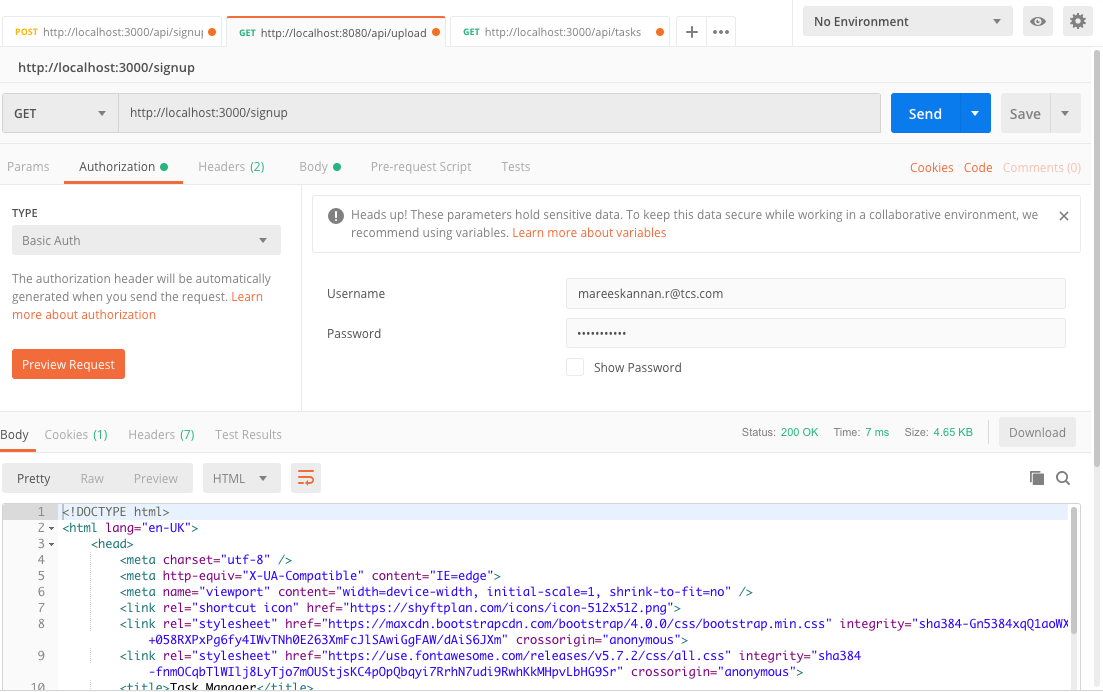 POST http://localhost:3000/api/signup
GET http://localhost:8080/api/upload
GET http://localhost:3000/api/tasks
No Environment
http://localhost:3000/signup
GET http://localhost:3000/signup Send Save
Params Authorization Headers (2) Body Pre-request Script Tests Cookies Code Comments (0)
TYPE
Basic Auth
The authorization header will be automatically
generated when you send the request. Learn
more about authorization
Preview Request
Heads up! These parameters hold sensitive data. To keep this data secure while working in a collaborative environment, we
recommend using variables. Learn more about variables
Username mareeskannan.r@tcs.com
Password •••••••••••
Show Password
Body Cookies (1) Headers (7) Test Results Status: 200 OK Time: 7 ms Size: 4.65 KB Download
Pretty Raw Preview HTML
1 <!DOCTYPE html>
2 <html lang="en-UK">
3 <head>
4 <meta charset="utf-8" />
5 <meta http-equiv="X-UA-Compatible" content="IE=edge">
6 <meta name="viewport" content="width=device-width, initial-scale=1, shrink-to-fit=no" />
7 <link rel="shortcut icon" href="https://shyftplan.com/icons/icon-512x512.png">
8 <link rel="stylesheet" href="https://maxcdn.bootstrapcdn.com/bootstrap/4.0.0/css/bootstrap.min.css" integrity="sha384-Gn5384xqQ1aoWX
+058RXPxPg6fy4IWvTNh0E263XmFcJlSAwiGgFAW/dAiS6JXm" crossorigin="anonymous">
9 <link rel="stylesheet" href="https://use.fontawesome.com/releases/v5.7.2/css/all.css" integrity="sha384
-fnmOCqbTlWIlj8LyTjo7mOUStjsKC4pOpQbqyi7RrhN7udi9RwhKkMHpvLbHG9Sr" crossorigin="anonymous">
10 <title>Task Manager</title>